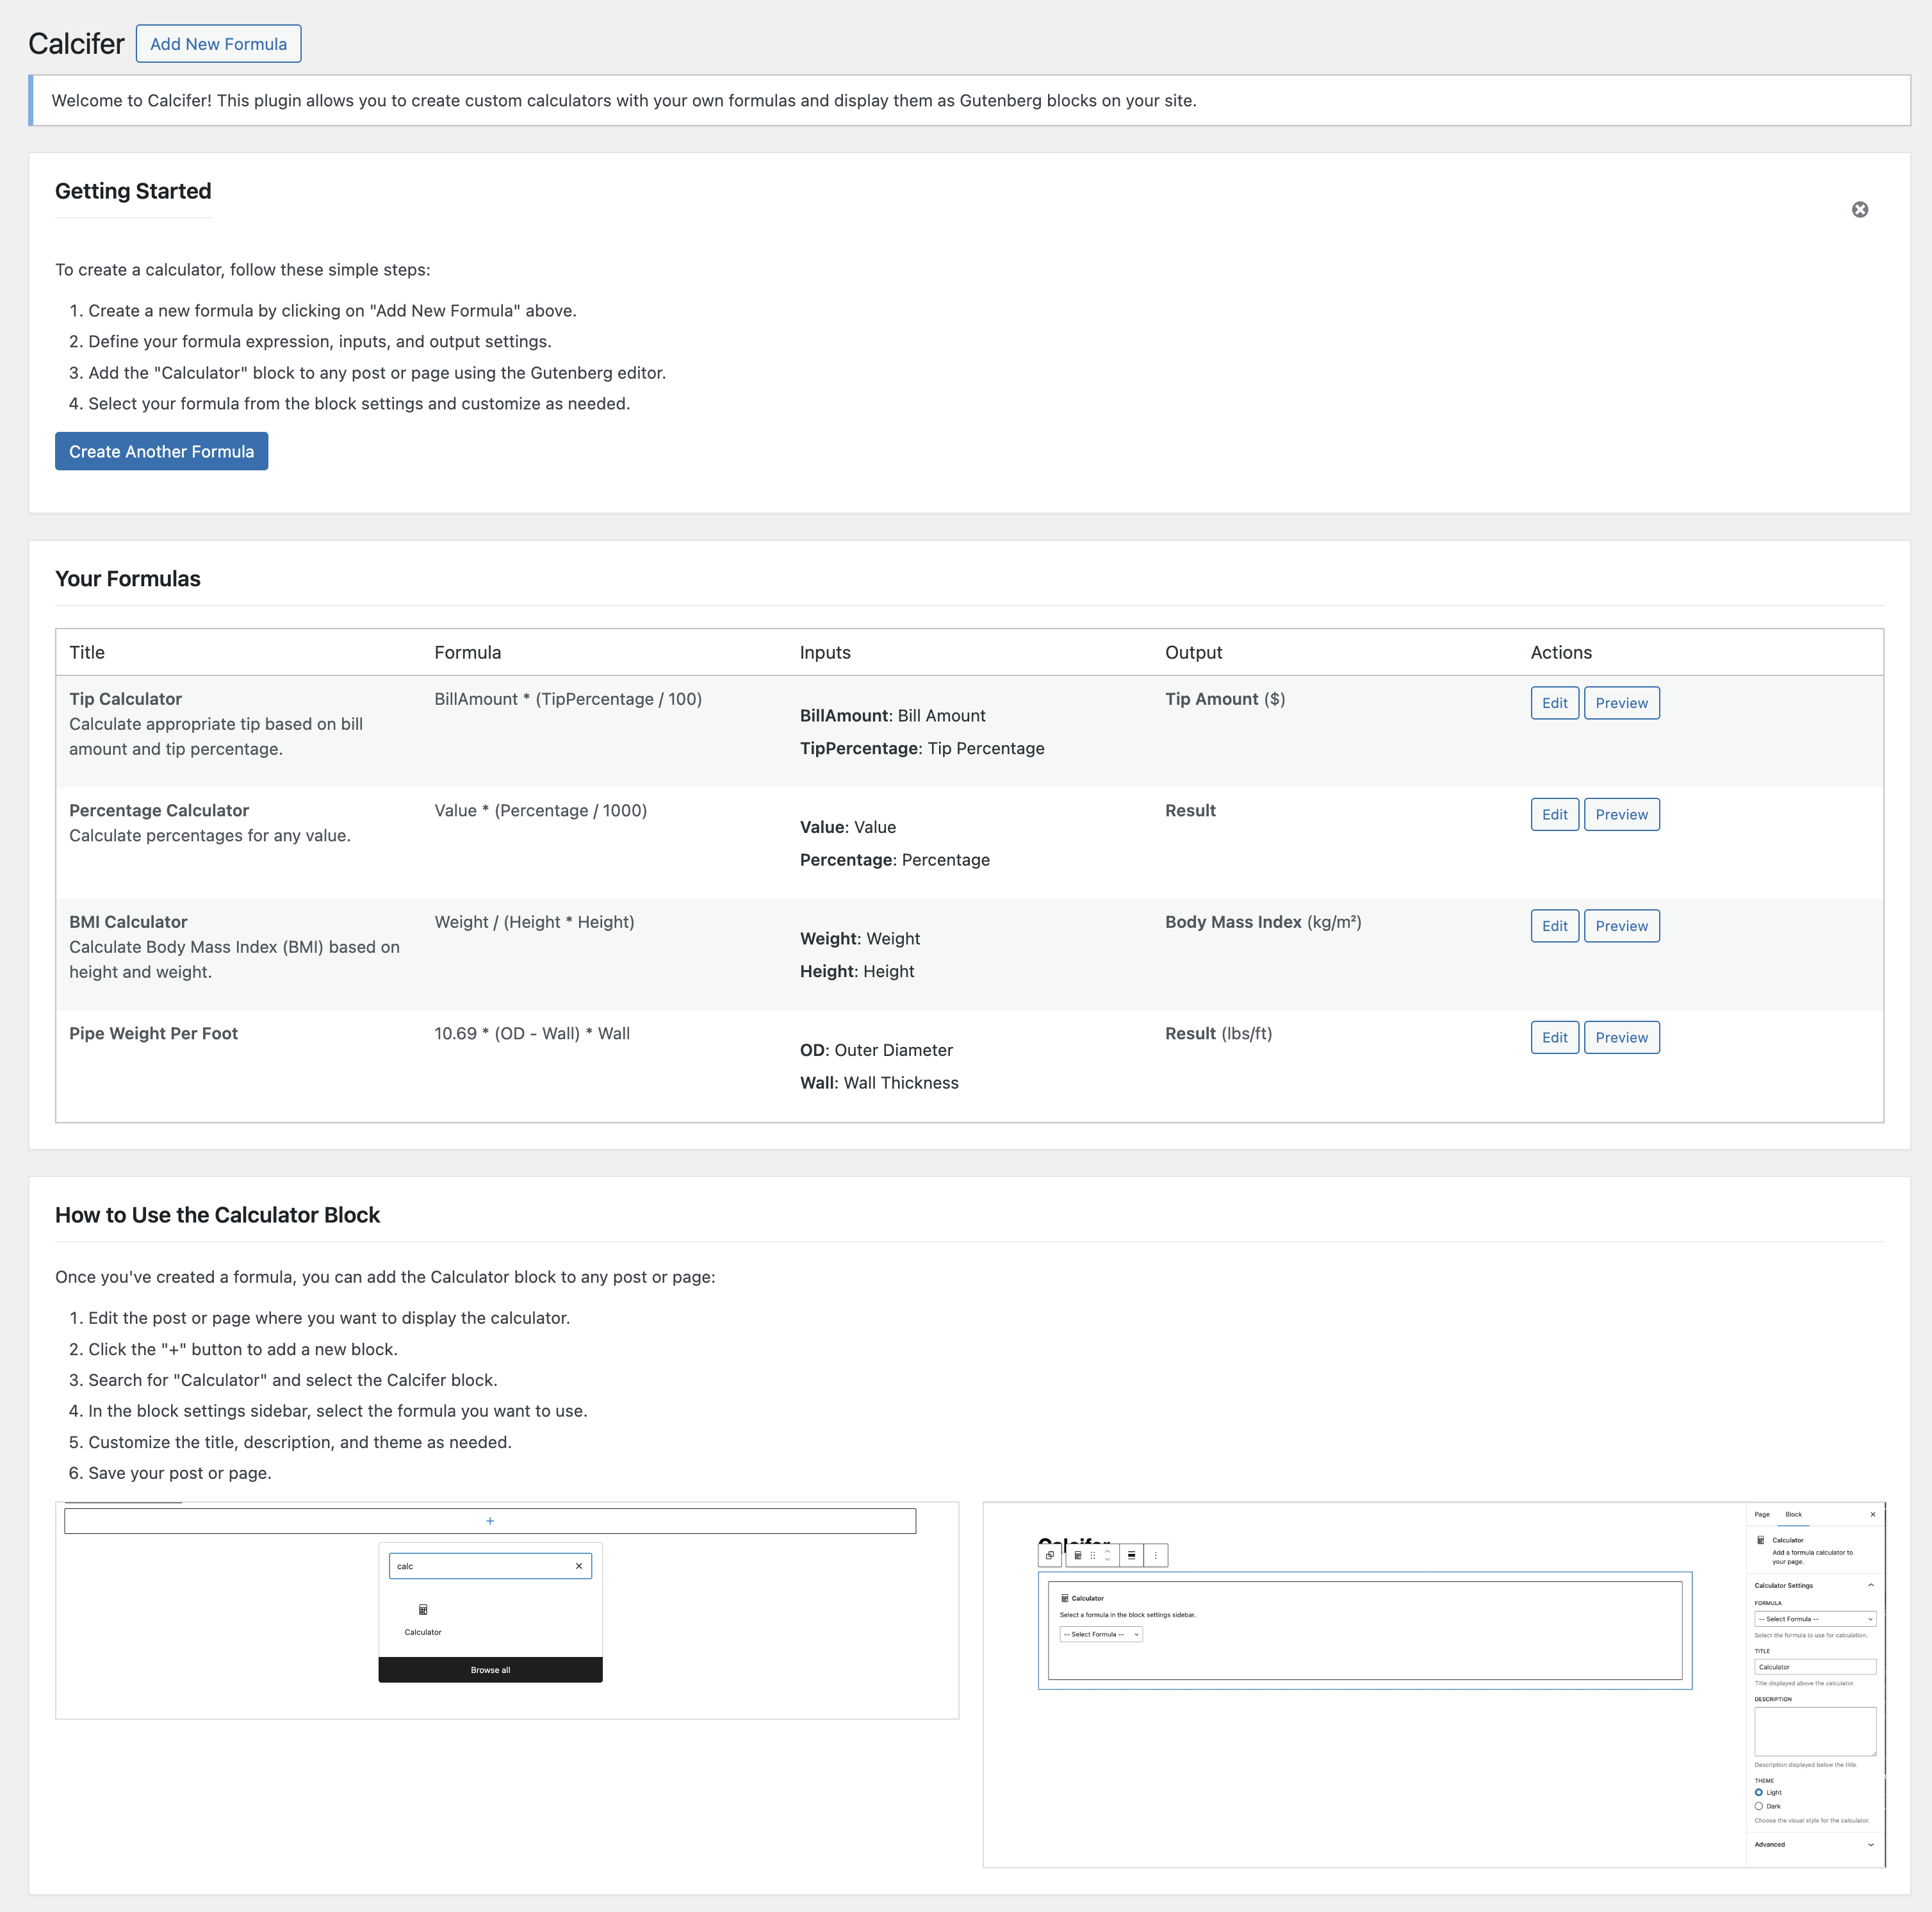 Calcifer
Add New Formula
Welcome to Calcifer! This plugin allows you to create custom calculators with your own formulas and display them as Gutenberg blocks on your site.
Getting Started
To create a calculator, follow these simple steps:
1. Create a new formula by clicking on "Add New Formula" above.
2. Define your formula expression, inputs, and output settings.
3. Add the "Calculator" block to any post or page using the Gutenberg editor.
4. Select your formula from the block settings and customize as needed.
Create Another Formula
Your Formulas
Title Formula Inputs Output Actions
Tip Calculator
Calculate appropriate tip based on bill
amount and tip percentage.
BillAmount * (TipPercentage / 100)
BillAmount: Bill Amount
TipPercentage: Tip Percentage
Tip Amount ($)
Edit Preview
Percentage Calculator
Calculate percentages for any value.
Value * (Percentage / 1000)
Value: Value
Percentage: Percentage
Result
Edit Preview
BMI Calculator
Calculate Body Mass Index (BMI) based on
height and weight.
Weight / (Height * Height)
Weight: Weight
Height: Height
Body Mass Index (kg/m²)
Edit Preview
Pipe Weight Per Foot
10.69 * (OD - Wall) * Wall
OD: Outer Diameter
Wall: Wall Thickness
Result (lbs/ft)
Edit Preview
How to Use the Calculator Block
Once you've created a formula, you can add the Calculator block to any post or page:
1. Edit the post or page where you want to display the calculator.
2. Click the "+" button to add a new block.
3. Search for "Calculator" and select the Calcifer block.
4. In the block settings sidebar, select the formula you want to use.
5. Customize the title, description, and theme as needed.
6. Save your post or page.
+
calc
Calculator
Browse all
Calcifer
Calculator
Select a formula in the block settings sidebar.
-- Select Formula --
Page Block
Calculator
Add a formula calculator to
your page.
Calculator Settings
FORMULA
-- Select Formula --
Select the formula to use for calculation.
TITLE
Calculator
Title displayed above the calculator.
DESCRIPTION
Description displayed below the title.
THEME
Light
Dark
Choose the visual style for the calculator.
Advanced